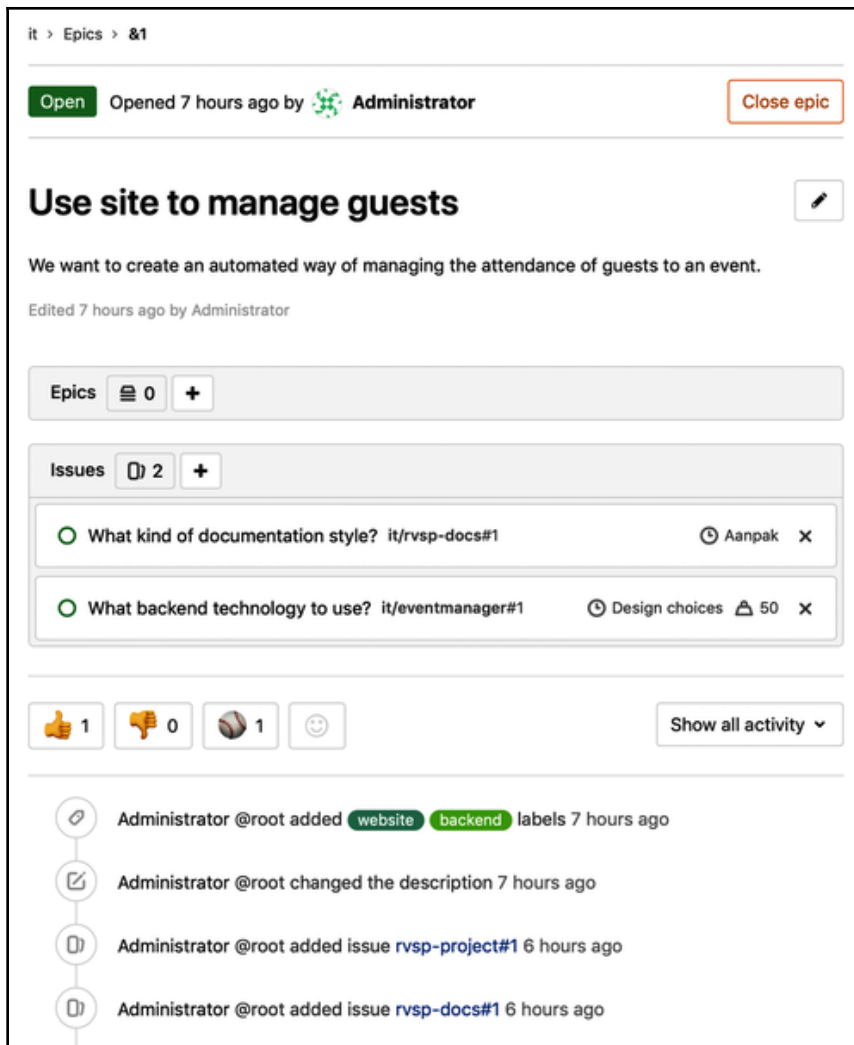 it > Epics > &1
Open Opened 7 hours ago by Administrator Close epic
Use site to manage guests
We want to create an automated way of managing the attendance of guests to an event.
Edited 7 hours ago by Administrator
Epics 0 +
Issues 2 +
What kind of documentation style? it/rvsp-docs#1 Aanpak ×
What backend technology to use? it/eventmanager#1 Design choices 50 ×
1 0 1 Show all activity
Administrator @root added website backend labels 7 hours ago
Administrator @root changed the description 7 hours ago
Administrator @root added issue rvsp-project#1 6 hours ago
Administrator @root added issue rvsp-docs#1 6 hours ago